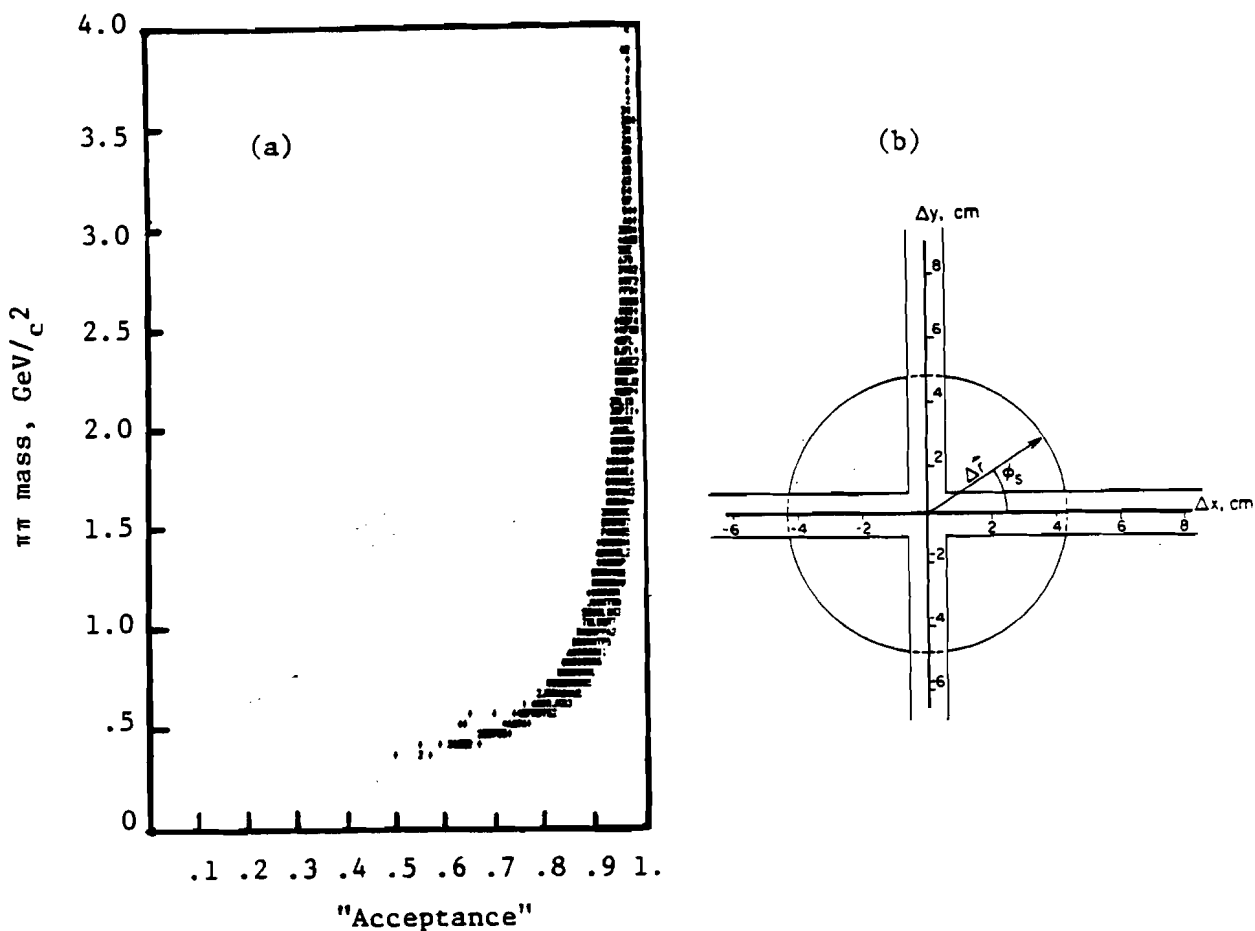 4.0
3.5
3.0
2.5
2.0
1.5
1.0
.5
0
ππ mass, GeV/c²
(a)
.1 .2 .3 .4 .5 .6 .7 .8 .9 1.
"Acceptance"
(b)
Δy, cm
8
6
4
2
Δr⃗
ϕs
Δx, cm
-6 -4 -2 2 4 6 8
-2
-4
-6